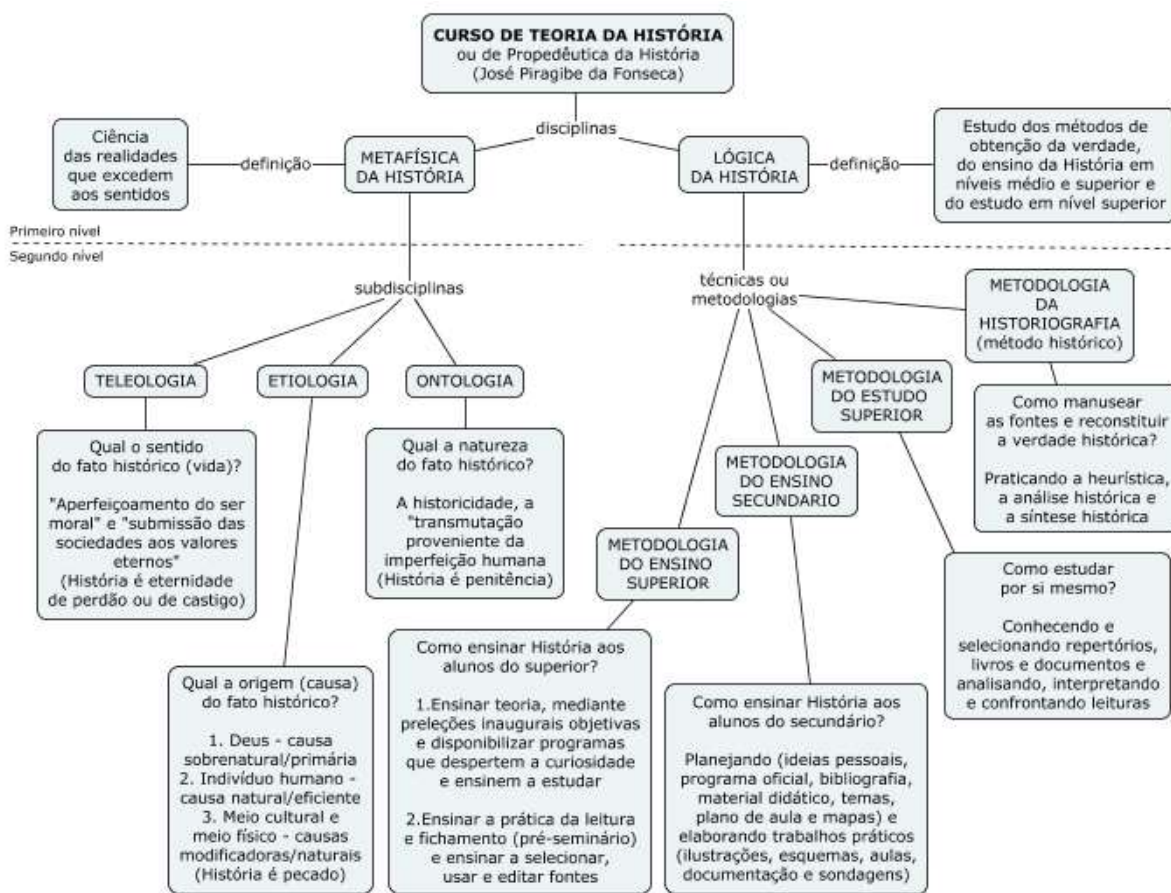 CURSO DE TEORIA DA HISTÓRIA
ou de Propedêutica da História
(José Piragibe da Fonseca)
disciplinas
Ciência
das realidades
que excedem
aos sentidos
definição
METAFÍSICA
DA HISTÓRIA
LÓGICA
DA HISTÓRIA
definição
Estudo dos métodos de
obtenção da verdade,
do ensino da História em
níveis médio e superior e
do estudo em nível superior
Primeiro nível
Segundo nível
subdisciplinas
TELEOLOGIA
ETIOLOGIA
ONTOLOGIA
Qual o sentido
do fato histórico (vida)?
"Aperfeiçoamento do ser
moral" e "submissão das
sociedades aos valores
eternos"
(História é eternidade
de perdão ou de castigo)
Qual a origem (causa)
do fato histórico?
1. Deus - causa
sobrenatural/primária
2. Indivíduo humano -
causa natural/eficiente
3. Meio cultural e
meio físico - causas
modificadoras/naturais
(História é pecado)
Qual a natureza
do fato histórico?
A historicidade, a
"transmutação
proveniente da
imperfeição humana
(História é penitência)
técnicas ou
metodologias
METODOLOGIA
DO ENSINO
SUPERIOR
Como ensinar História aos
alunos do superior?
1.Ensinar teoria, mediante
preleções inaugurais objetivas
e disponibilizar programas
que despertem a curiosidade
e ensinem a estudar
2.Ensinar a prática da leitura
e fichamento (pré-seminário)
e ensinar a selecionar,
usar e editar fontes
METODOLOGIA
DO ENSINO
SECUNDARIO
Como ensinar História aos
alunos do secundário?
Planejando (ideias pessoais,
programa oficial, bibliografia,
material didático, temas,
plano de aula e mapas) e
elaborando trabalhos práticos
(ilustrações, esquemas, aulas,
documentação e sondagens)
METODOLOGIA
DO ESTUDO
SUPERIOR
Como estudar
por si mesmo?
Conhecendo e
selecionando repertórios,
livros e documentos e
analisando, interpretando
e confrontando leituras
METODOLOGIA
DA
HISTORIOGRAFIA
(método histórico)
Como manusear
as fontes e reconstituir
a verdade histórica?
Praticando a heurística,
a análise histórica e
a síntese histórica